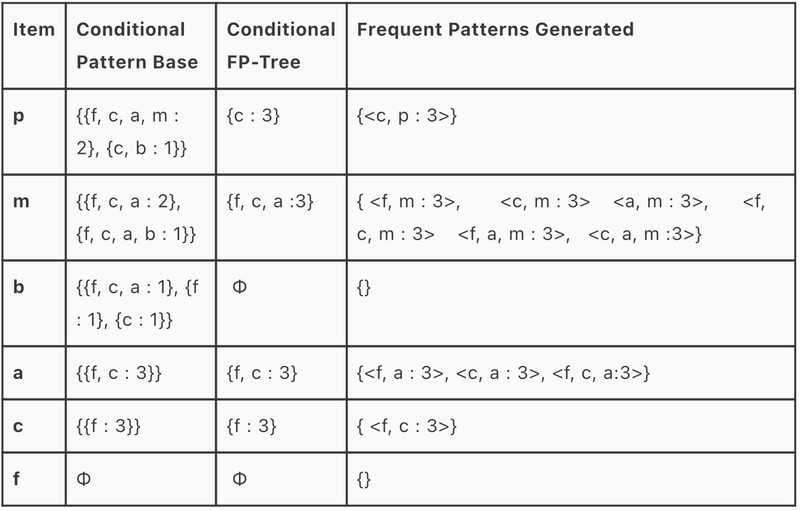 Item Conditional Conditional Frequent Patterns Generated
Pattern Base FP-Tree
p {{f, c, a, m : {c : 3} {<c, p : 3>}
2}, {c, b : 1}}
m {{f, c, a : 2}, {f, c, a :3} { <f, m : 3>, <c, m : 3> <a, m : 3>, <f,
{f, c, a, b : 1}} c, m : 3> <f, a, m : 3>, <c, a, m :3>}
b {{f, c, a : 1}, {f Φ {}
: 1}, {c : 1}}
a {{f, c : 3}} {f, c : 3} {<f, a : 3>, <c, a : 3>, <f, c, a:3>}
c {{f : 3}} {f : 3} { <f, c : 3>}
f Φ Φ {}